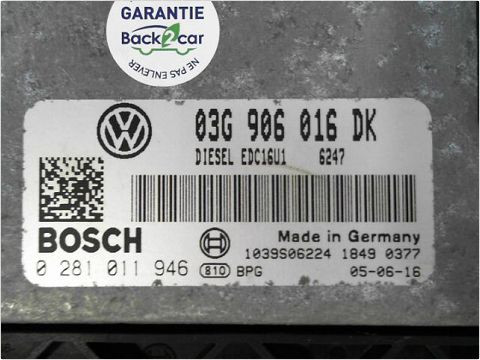 GARANTIE
Back2car
NE PAS ENLEVER
03G 906 016 DK
DIESEL EDC16U1 6247
BOSCH
Made in Germany
1039S06224 1849 0377
0 281 011 946 810 BPG 05-06-16